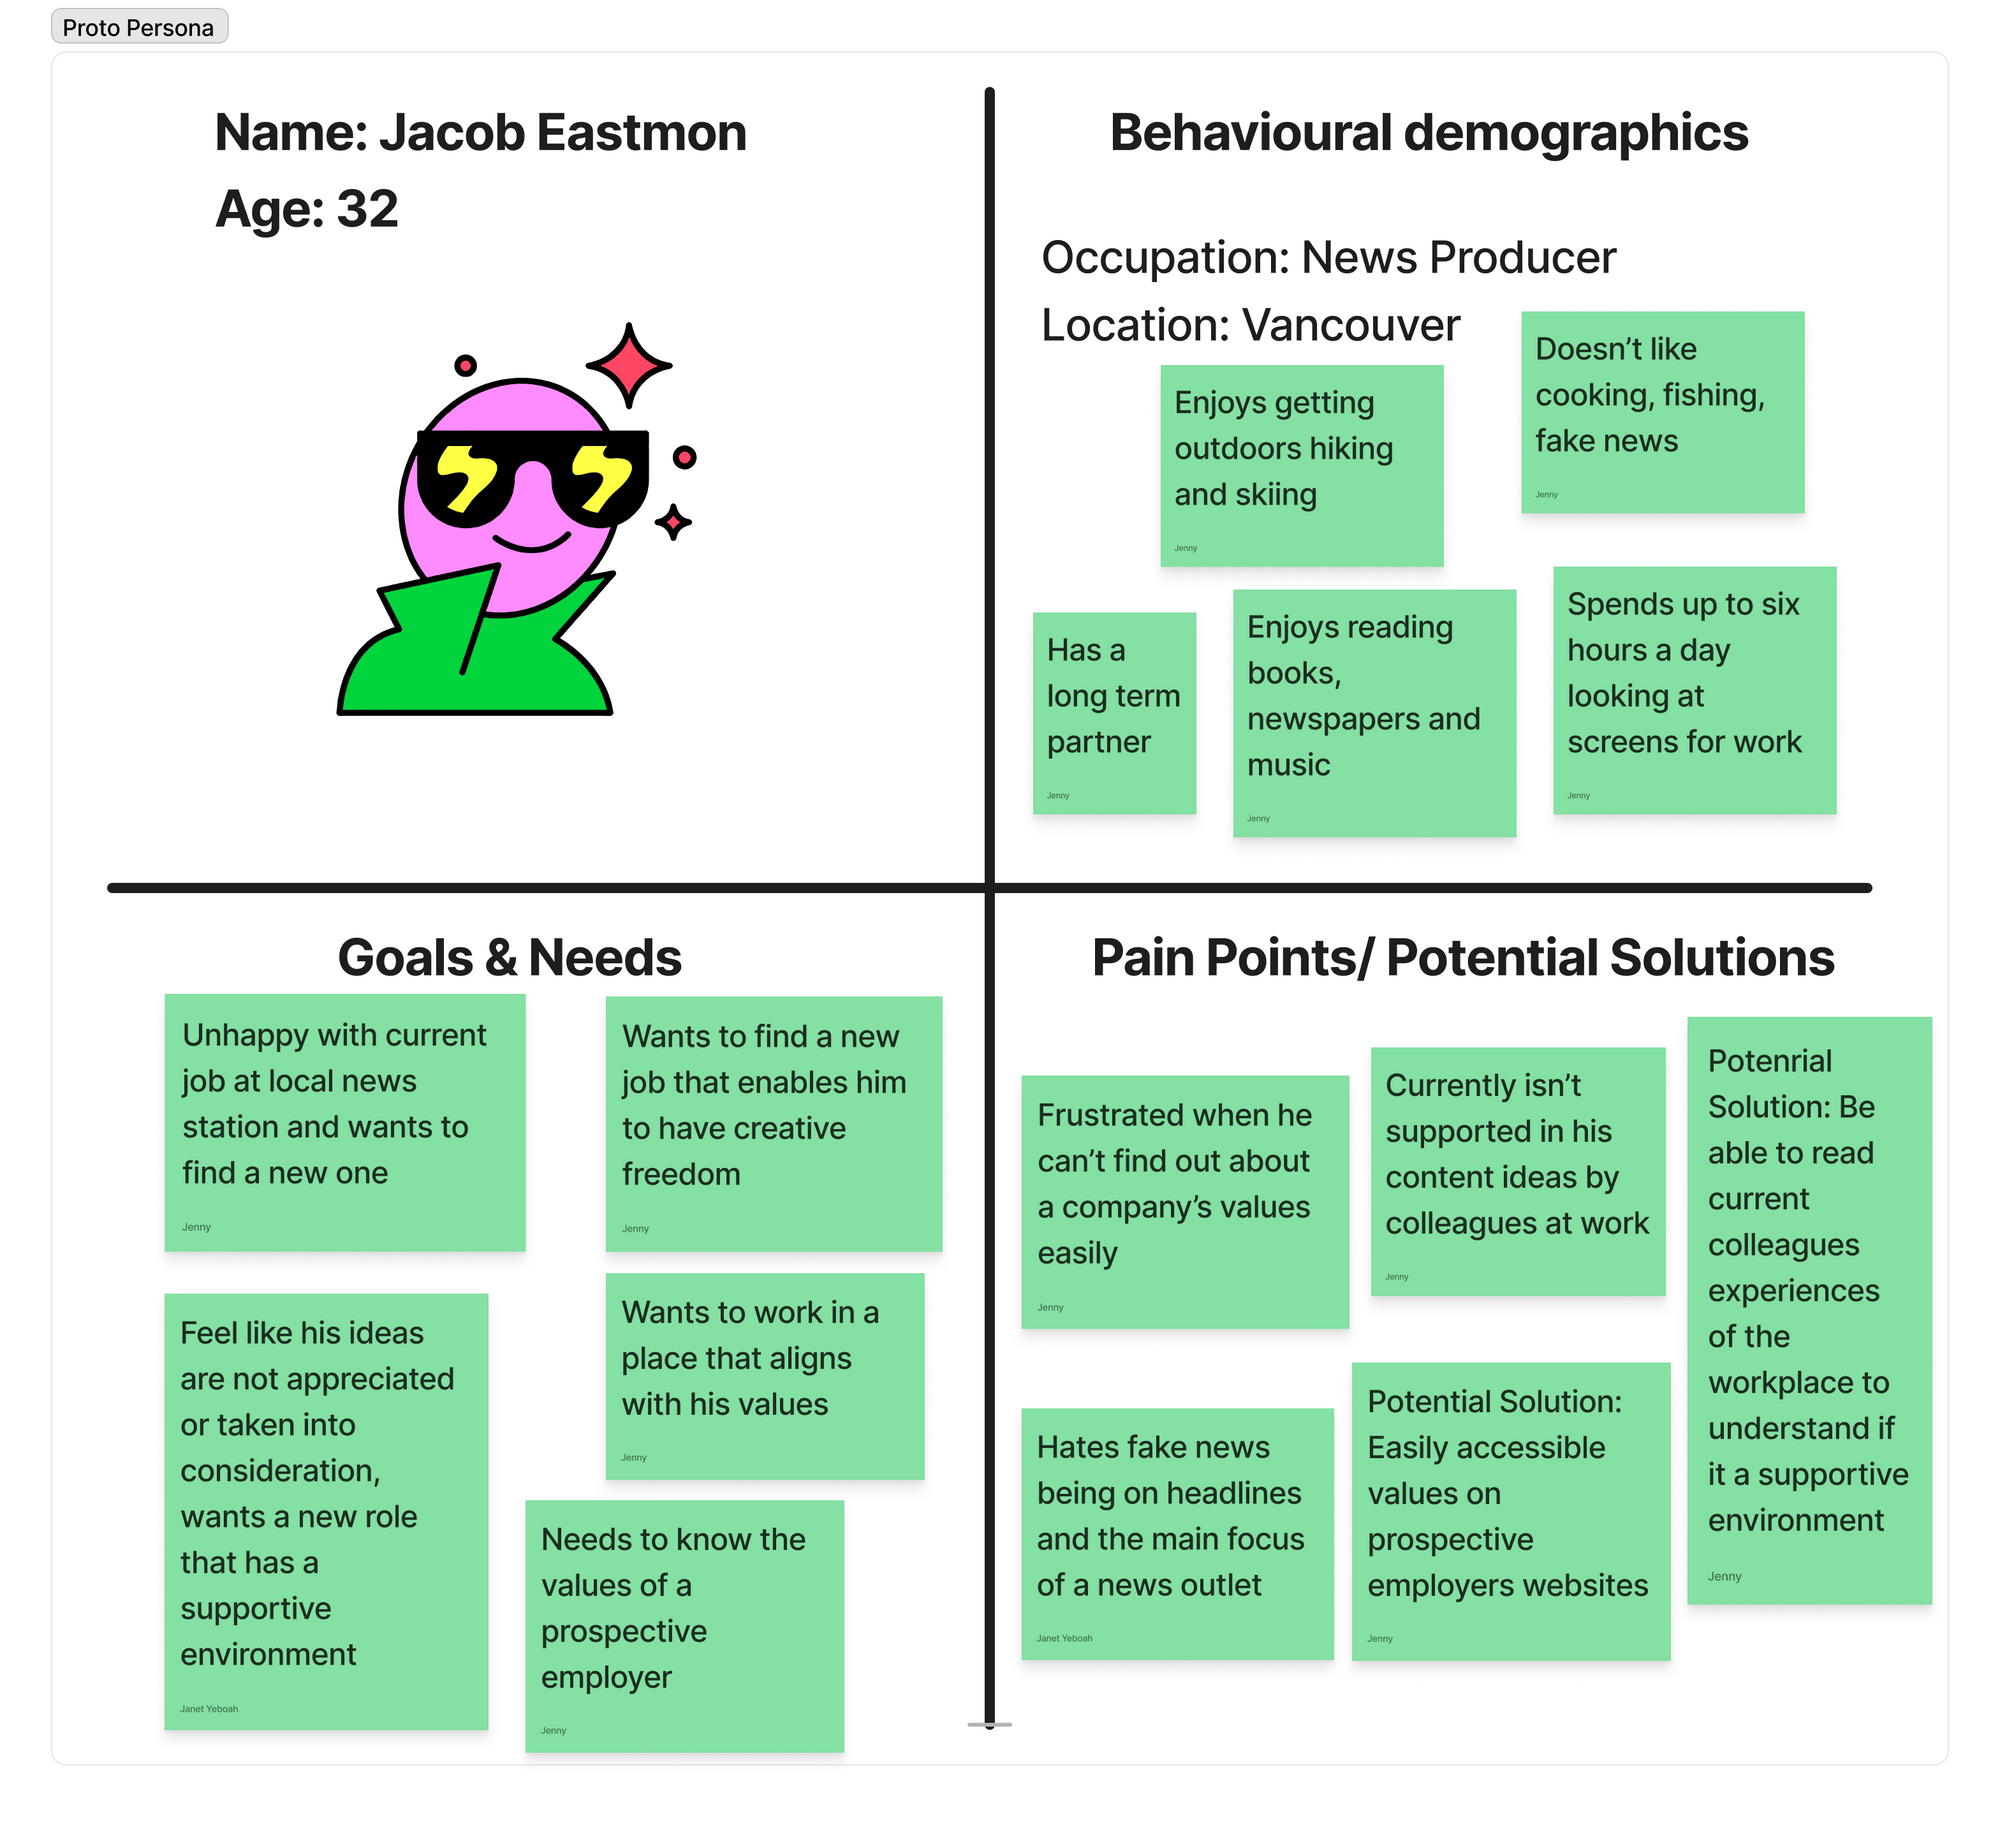 Proto Persona
Name: Jacob Eastmon
Age: 32
Behavioural demographics
Occupation: News Producer
Location: Vancouver
Enjoys getting
outdoors hiking
and skiing
Jenny
Doesn’t like
cooking, fishing,
fake news
Jenny
Has a
long term
partner
Jenny
Enjoys reading
books,
newspapers and
music
Jenny
Spends up to six
hours a day
looking at
screens for work
Jenny
Goals & Needs
Unhappy with current
job at local news
station and wants to
find a new one
Jenny
Wants to find a new
job that enables him
to have creative
freedom
Jenny
Feel like his ideas
are not appreciated
or taken into
consideration,
wants a new role
that has a
supportive
environment
Janet Yeboah
Wants to work in a
place that aligns
with his values
Jenny
Needs to know the
values of a
prospective
employer
Jenny
Pain Points/ Potential Solutions
Frustrated when he
can’t find out about
a company’s values
easily
Jenny
Currently isn’t
supported in his
content ideas by
colleagues at work
Jenny
Potenrial
Solution: Be
able to read
current
colleagues
experiences
of the
workplace to
understand if
it a supportive
environment
Jenny
Hates fake news
being on headlines
and the main focus
of a news outlet
Janet Yeboah
Potential Solution:
Easily accessible
values on
prospective
employers websites
Jenny